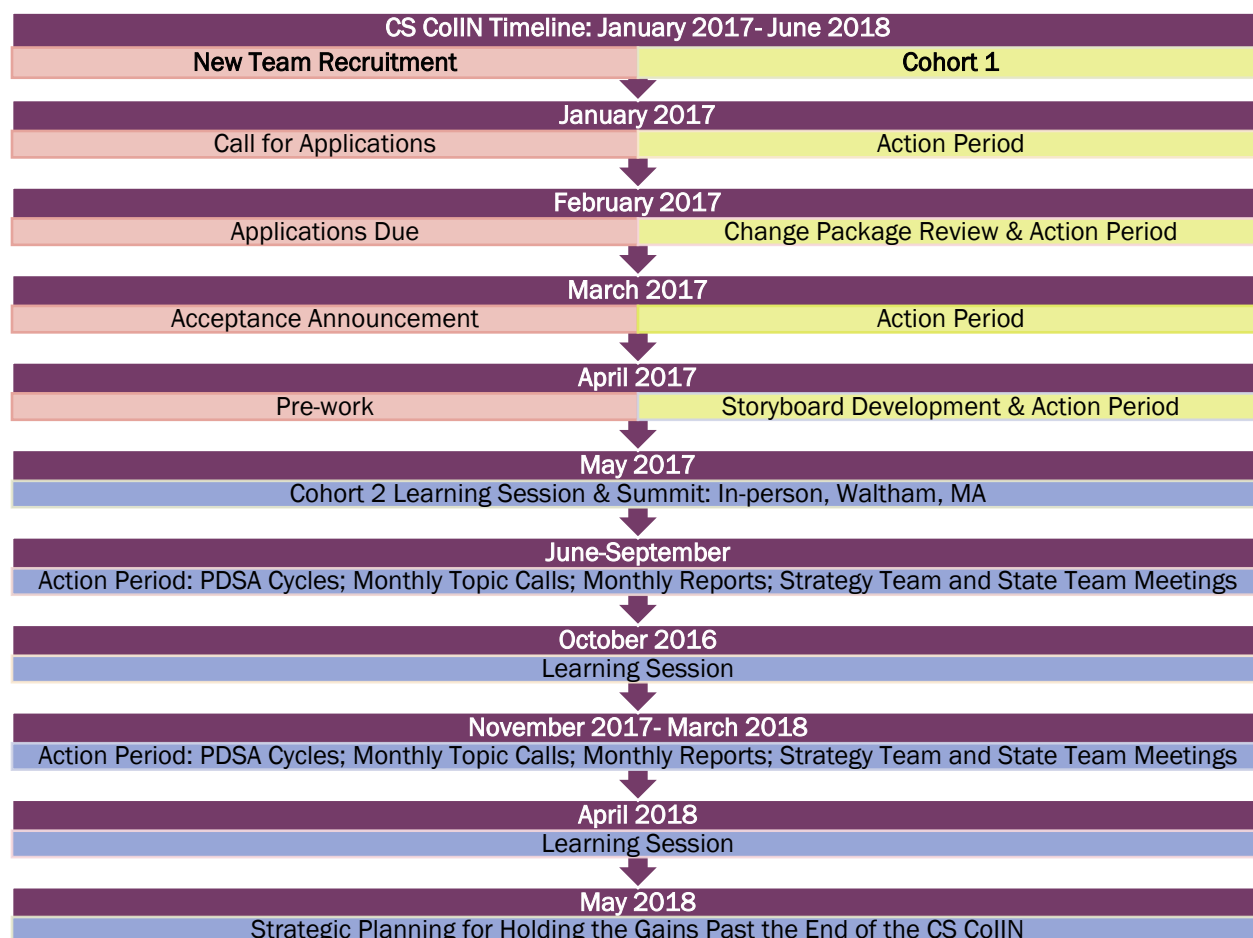 CS CoIIN Timeline: January 2017- June 2018
New Team Recruitment
Cohort 1
January 2017
Call for Applications
Action Period
February 2017
Applications Due
Change Package Review & Action Period
March 2017
Acceptance Announcement
Action Period
April 2017
Pre-work
Storyboard Development & Action Period
May 2017
Cohort 2 Learning Session & Summit: In-person, Waltham, MA
June-September
Action Period: PDSA Cycles; Monthly Topic Calls; Monthly Reports; Strategy Team and State Team Meetings
October 2016
Learning Session
November 2017- March 2018
Action Period: PDSA Cycles; Monthly Topic Calls; Monthly Reports; Strategy Team and State Team Meetings
April 2018
Learning Session
May 2018
Strategic Planning for Holding the Gains Past the End of the CS CoIIN